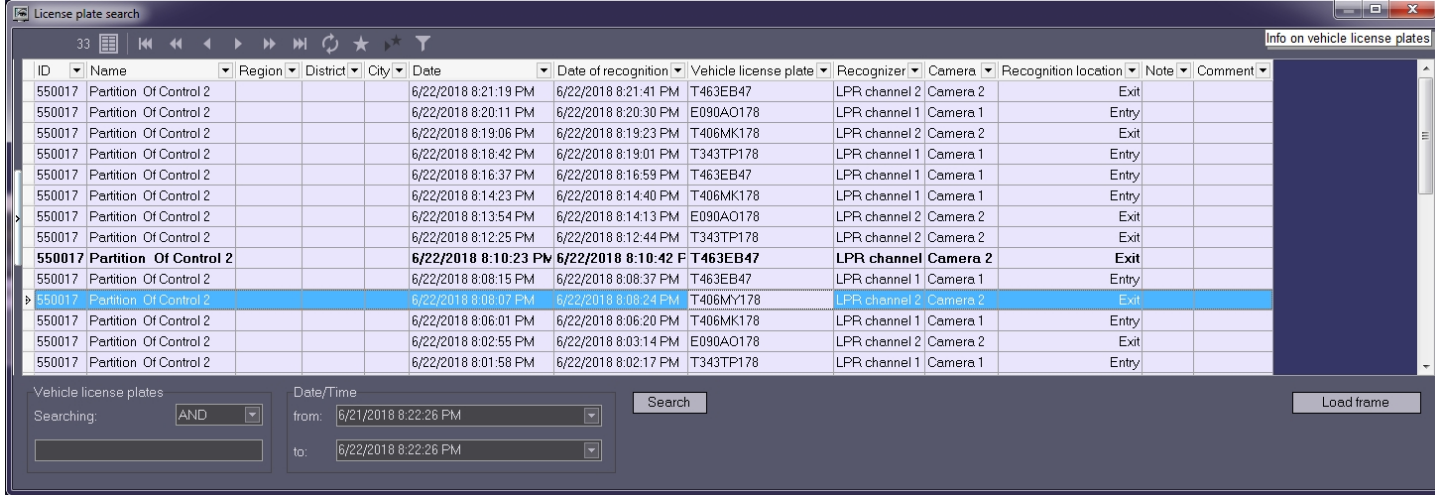 License plate search
33
Info on vehicle license plates
ID Name Region District City Date Date of recognition Vehicle license plate Recognizer Camera Recognition location Note Comment
550017 Partition Of Control 2 6/22/2018 8:21:19 PM 6/22/2018 8:21:41 PM T463EB47 LPR channel 2 Camera 2 Exit
550017 Partition Of Control 2 6/22/2018 8:20:11 PM 6/22/2018 8:20:30 PM E090AO178 LPR channel 1 Camera 1 Entry
550017 Partition Of Control 2 6/22/2018 8:19:06 PM 6/22/2018 8:19:23 PM T406MK178 LPR channel 2 Camera 2 Exit
550017 Partition Of Control 2 6/22/2018 8:18:42 PM 6/22/2018 8:19:01 PM T343TP178 LPR channel 1 Camera 1 Entry
550017 Partition Of Control 2 6/22/2018 8:16:37 PM 6/22/2018 8:16:59 PM T463EB47 LPR channel 1 Camera 1 Entry
550017 Partition Of Control 2 6/22/2018 8:14:23 PM 6/22/2018 8:14:40 PM T406MK178 LPR channel 1 Camera 1 Entry
550017 Partition Of Control 2 6/22/2018 8:13:54 PM 6/22/2018 8:14:13 PM E090AO178 LPR channel 2 Camera 2 Exit
550017 Partition Of Control 2 6/22/2018 8:12:25 PM 6/22/2018 8:12:44 PM T343TP178 LPR channel 2 Camera 2 Exit
550017 Partition Of Control 2 6/22/2018 8:10:23 PM 6/22/2018 8:10:42 P T463EB47 LPR channel Camera 2 Exit
550017 Partition Of Control 2 6/22/2018 8:08:15 PM 6/22/2018 8:08:37 PM T463EB47 LPR channel 1 Camera 1 Entry
550017 Partition Of Control 2 6/22/2018 8:08:07 PM 6/22/2018 8:08:24 PM T406MY178 LPR channel 2 Camera 2 Exit
550017 Partition Of Control 2 6/22/2018 8:06:01 PM 6/22/2018 8:06:20 PM T406MK178 LPR channel 1 Camera 1 Entry
550017 Partition Of Control 2 6/22/2018 8:02:55 PM 6/22/2018 8:03:14 PM E090AO178 LPR channel 2 Camera 2 Exit
550017 Partition Of Control 2 6/22/2018 8:01:58 PM 6/22/2018 8:02:17 PM T343TP178 LPR channel 1 Camera 1 Entry
Vehicle license plates
Searching: AND
Date/Time
from: 6/21/2018 8:22:26 PM
to: 6/22/2018 8:22:26 PM
Search
Load frame